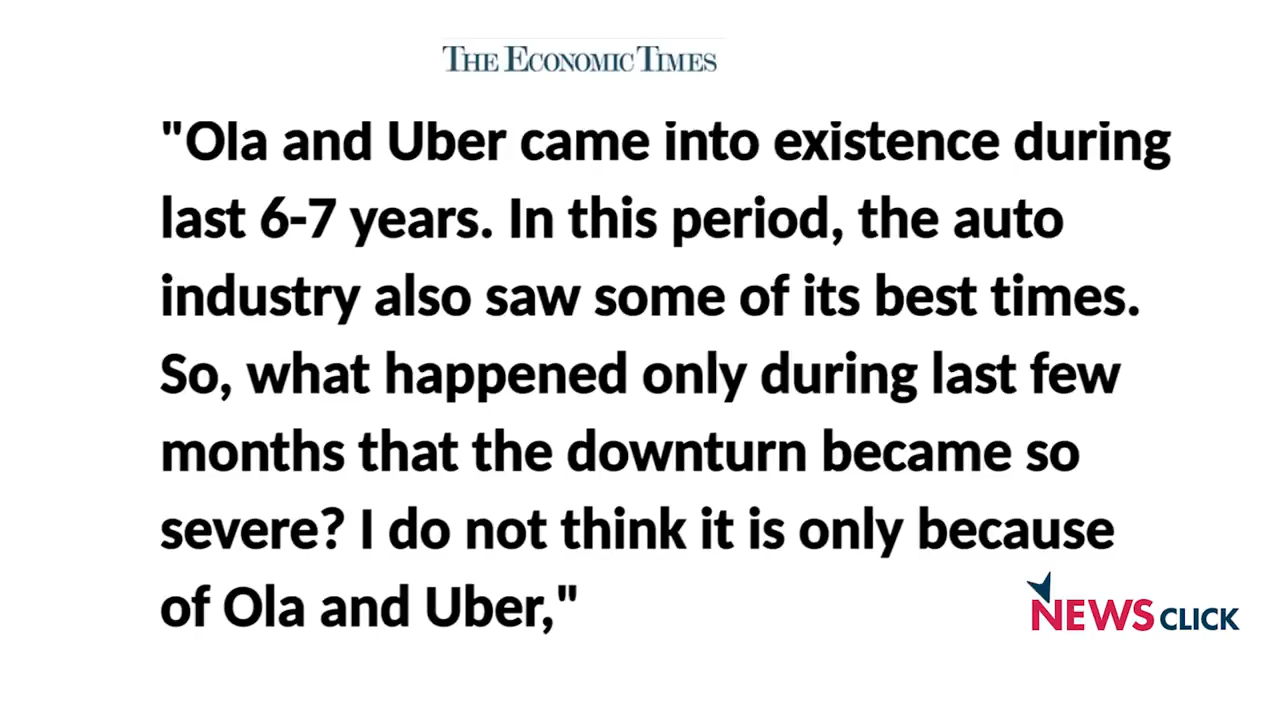 THE ECONOMIC TIMES
"Ola and Uber came into existence during
last 6-7 years. In this period, the auto
industry also saw some of its best times.
So, what happened only during last few
months that the downturn became so
severe? I do not think it is only because
of Ola and Uber,"
NEWS CLICK